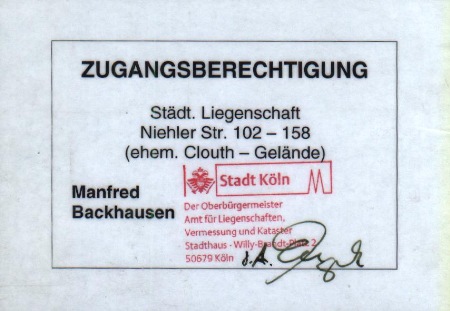 ZUGANGSBERECHTIGUNG
Städt. Liegenschaft
Niehler Str. 102 – 158
(ehem. Clouth – Gelände)
Stadt Köln
Manfred
Backhausen
Der Oberbürgermeister
Amt für Liegenschaften,
Vermessung und Kataster
Stadthaus - Willy-Brandt-Platz 2
50679 Köln